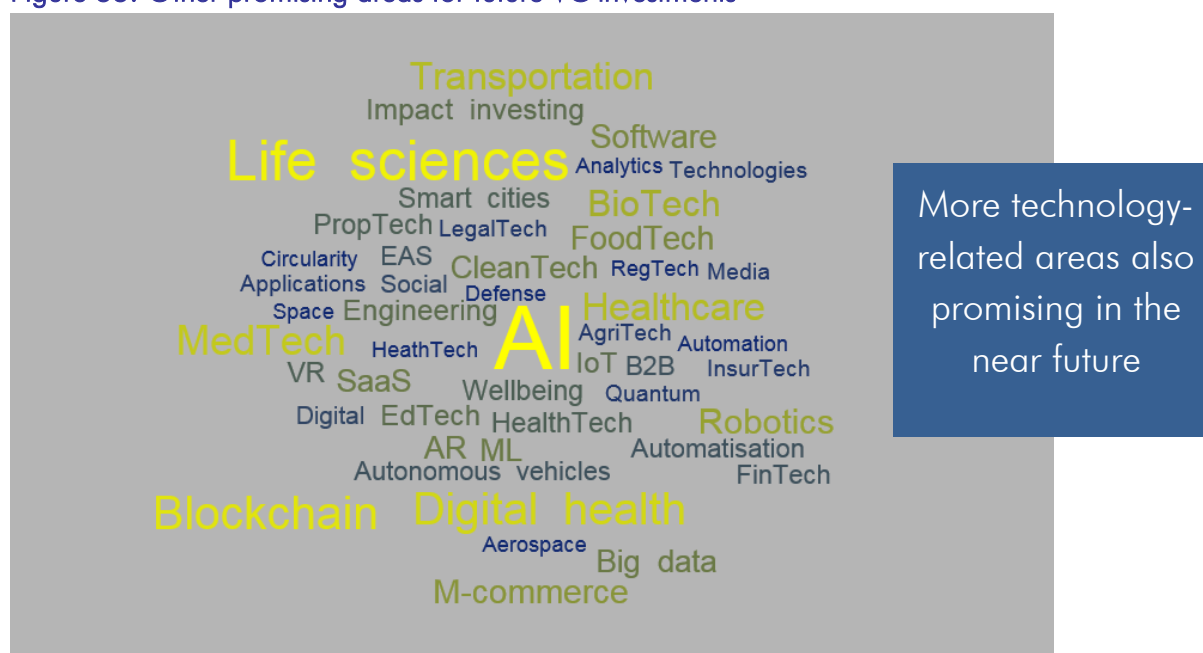 Transportation
Impact investing
Software
Life sciences
Analytics Technologies
Smart cities
BioTech
PropTech LegalTech
FoodTech
Circularity EAS
CleanTech RegTech Media
Applications Social
Defense
Space Engineering
Healthcare
MedTech
HeathTech
AI
AgriTech
Automation
VR SaaS
IoT B2B
InsurTech
Wellbeing Quantum
Digital EdTech HealthTech
Robotics
AR ML
Automatisation
Autonomous vehicles
FinTech
Blockchain Digital health
Aerospace
Big data
M-commerce
More technology-
related areas also
promising in the
near future